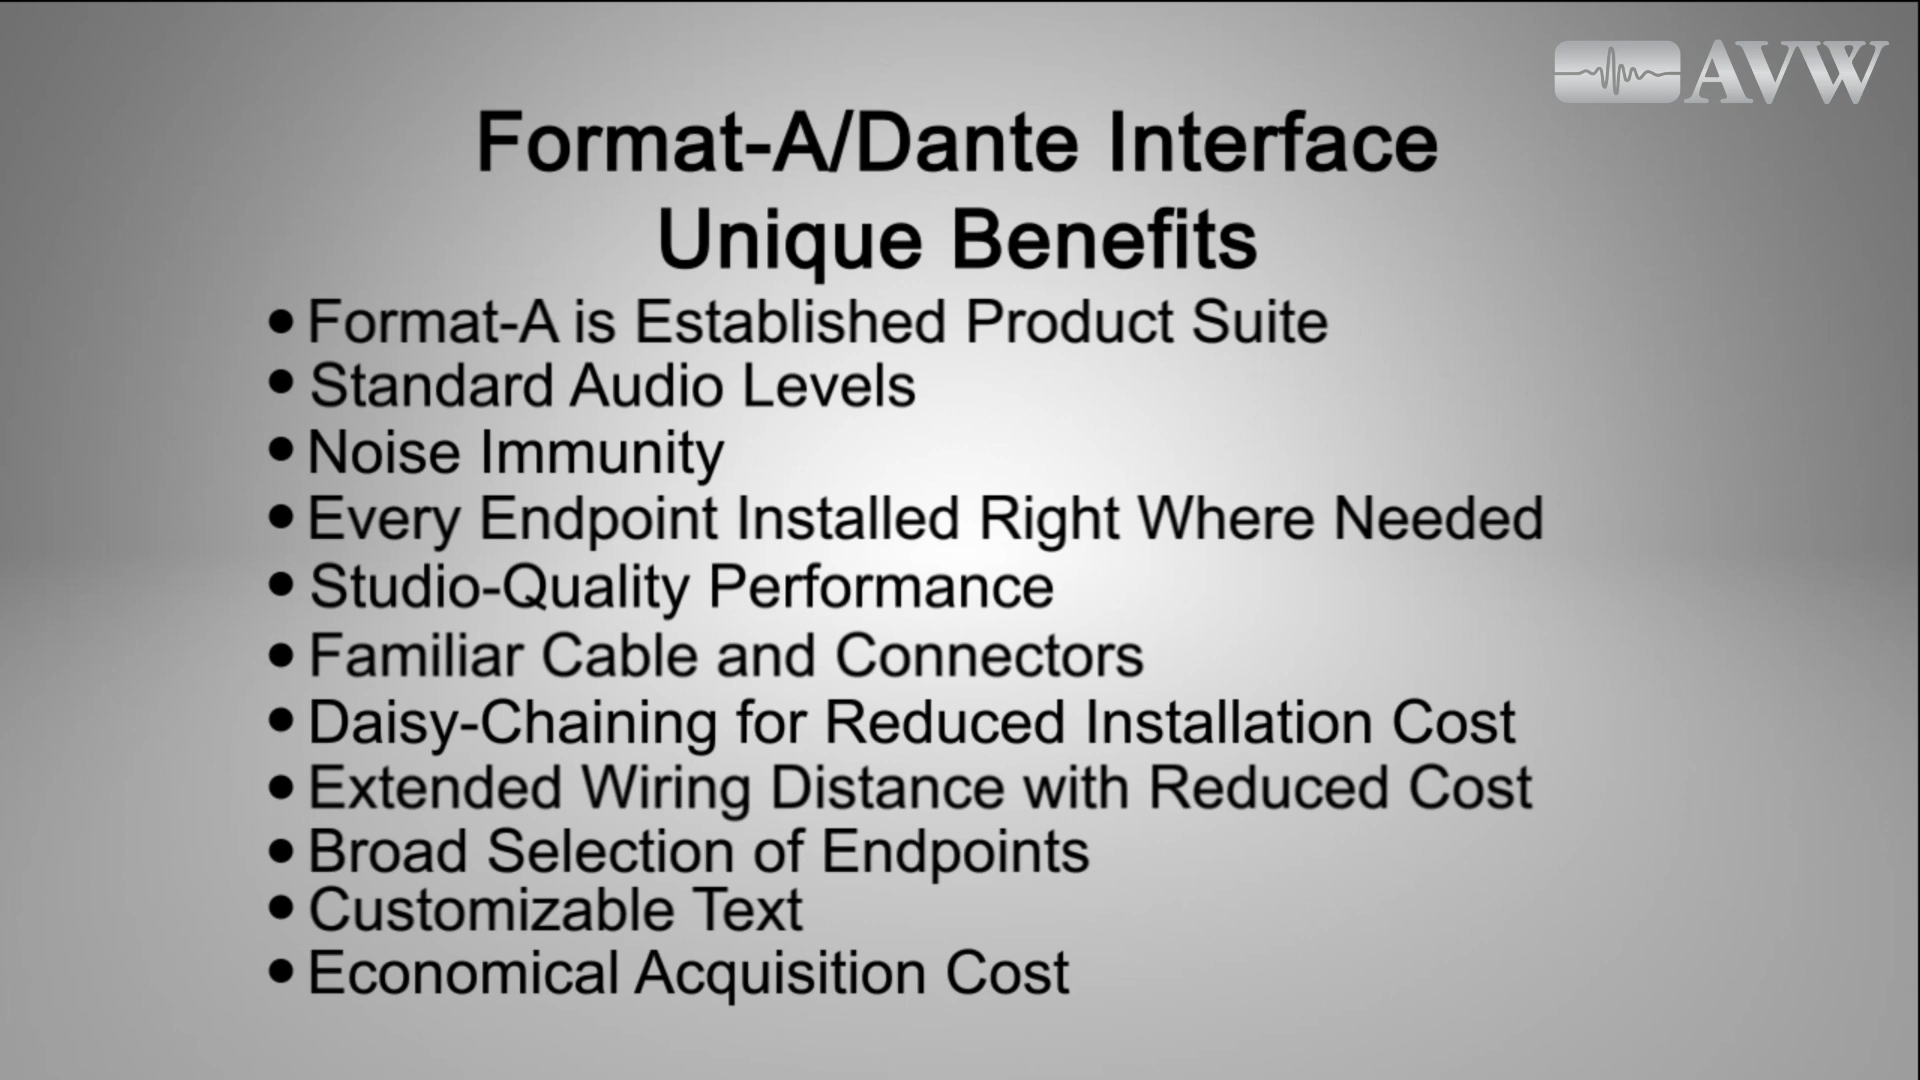 AVW
Format-A/Dante Interface
Unique Benefits
• Format-A is Established Product Suite
• Standard Audio Levels
• Noise Immunity
• Every Endpoint Installed Right Where Needed
• Studio-Quality Performance
• Familiar Cable and Connectors
• Daisy-Chaining for Reduced Installation Cost
• Extended Wiring Distance with Reduced Cost
• Broad Selection of Endpoints
• Customizable Text
• Economical Acquisition Cost